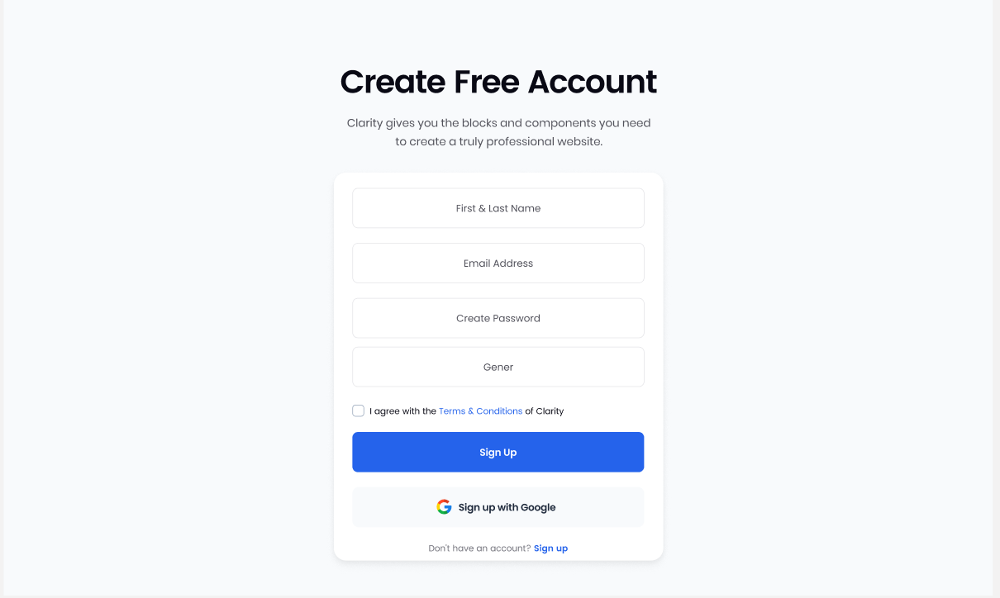 Create Free Account
Clarity gives you the blocks and components you need
to create a truly professional website.
First & Last Name
Email Address
Create Password
Gener
I agree with the Terms & Conditions of Clarity
Sign Up
Sign up with Google
Don't have an account? Sign up